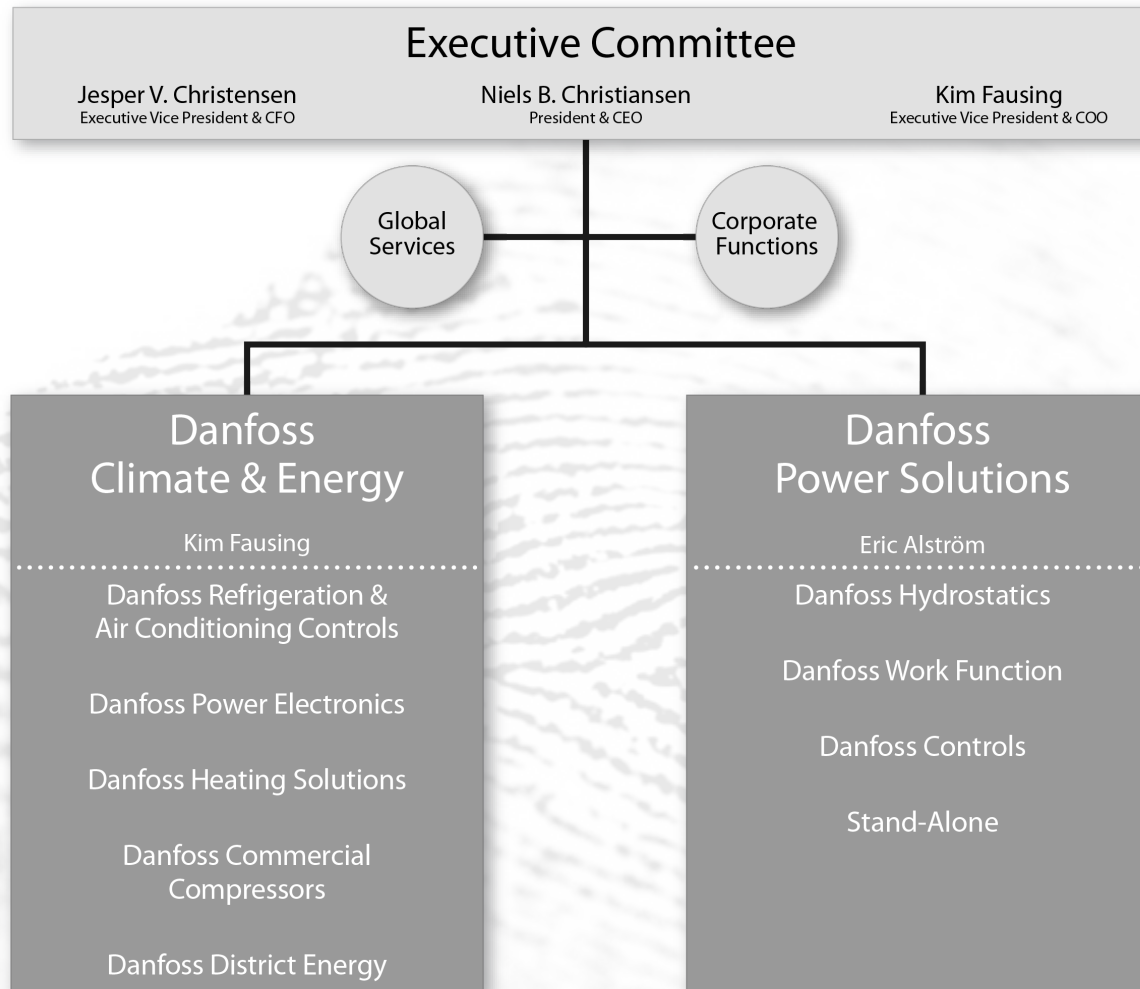 Executive Committee
Jesper V. Christensen
Executive Vice President & CFO
Niels B. Christiansen
President & CEO
Kim Fausing
Executive Vice President & COO
Global
Services
Corporate
Functions
Danfoss
Climate & Energy
Kim Fausing
Danfoss Refrigeration &
Air Conditioning Controls
Danfoss Power Electronics
Danfoss Heating Solutions
Danfoss Commercial
Compressors
Danfoss District Energy
Danfoss
Power Solutions
Eric Alström
Danfoss Hydrostatics
Danfoss Work Function
Danfoss Controls
Stand-Alone